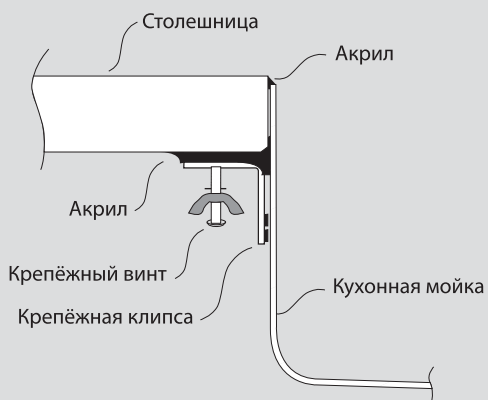 Столешница
Акрил
Акрил
Крепёжный винт
Кухонная мойка
Крепёжная клипса